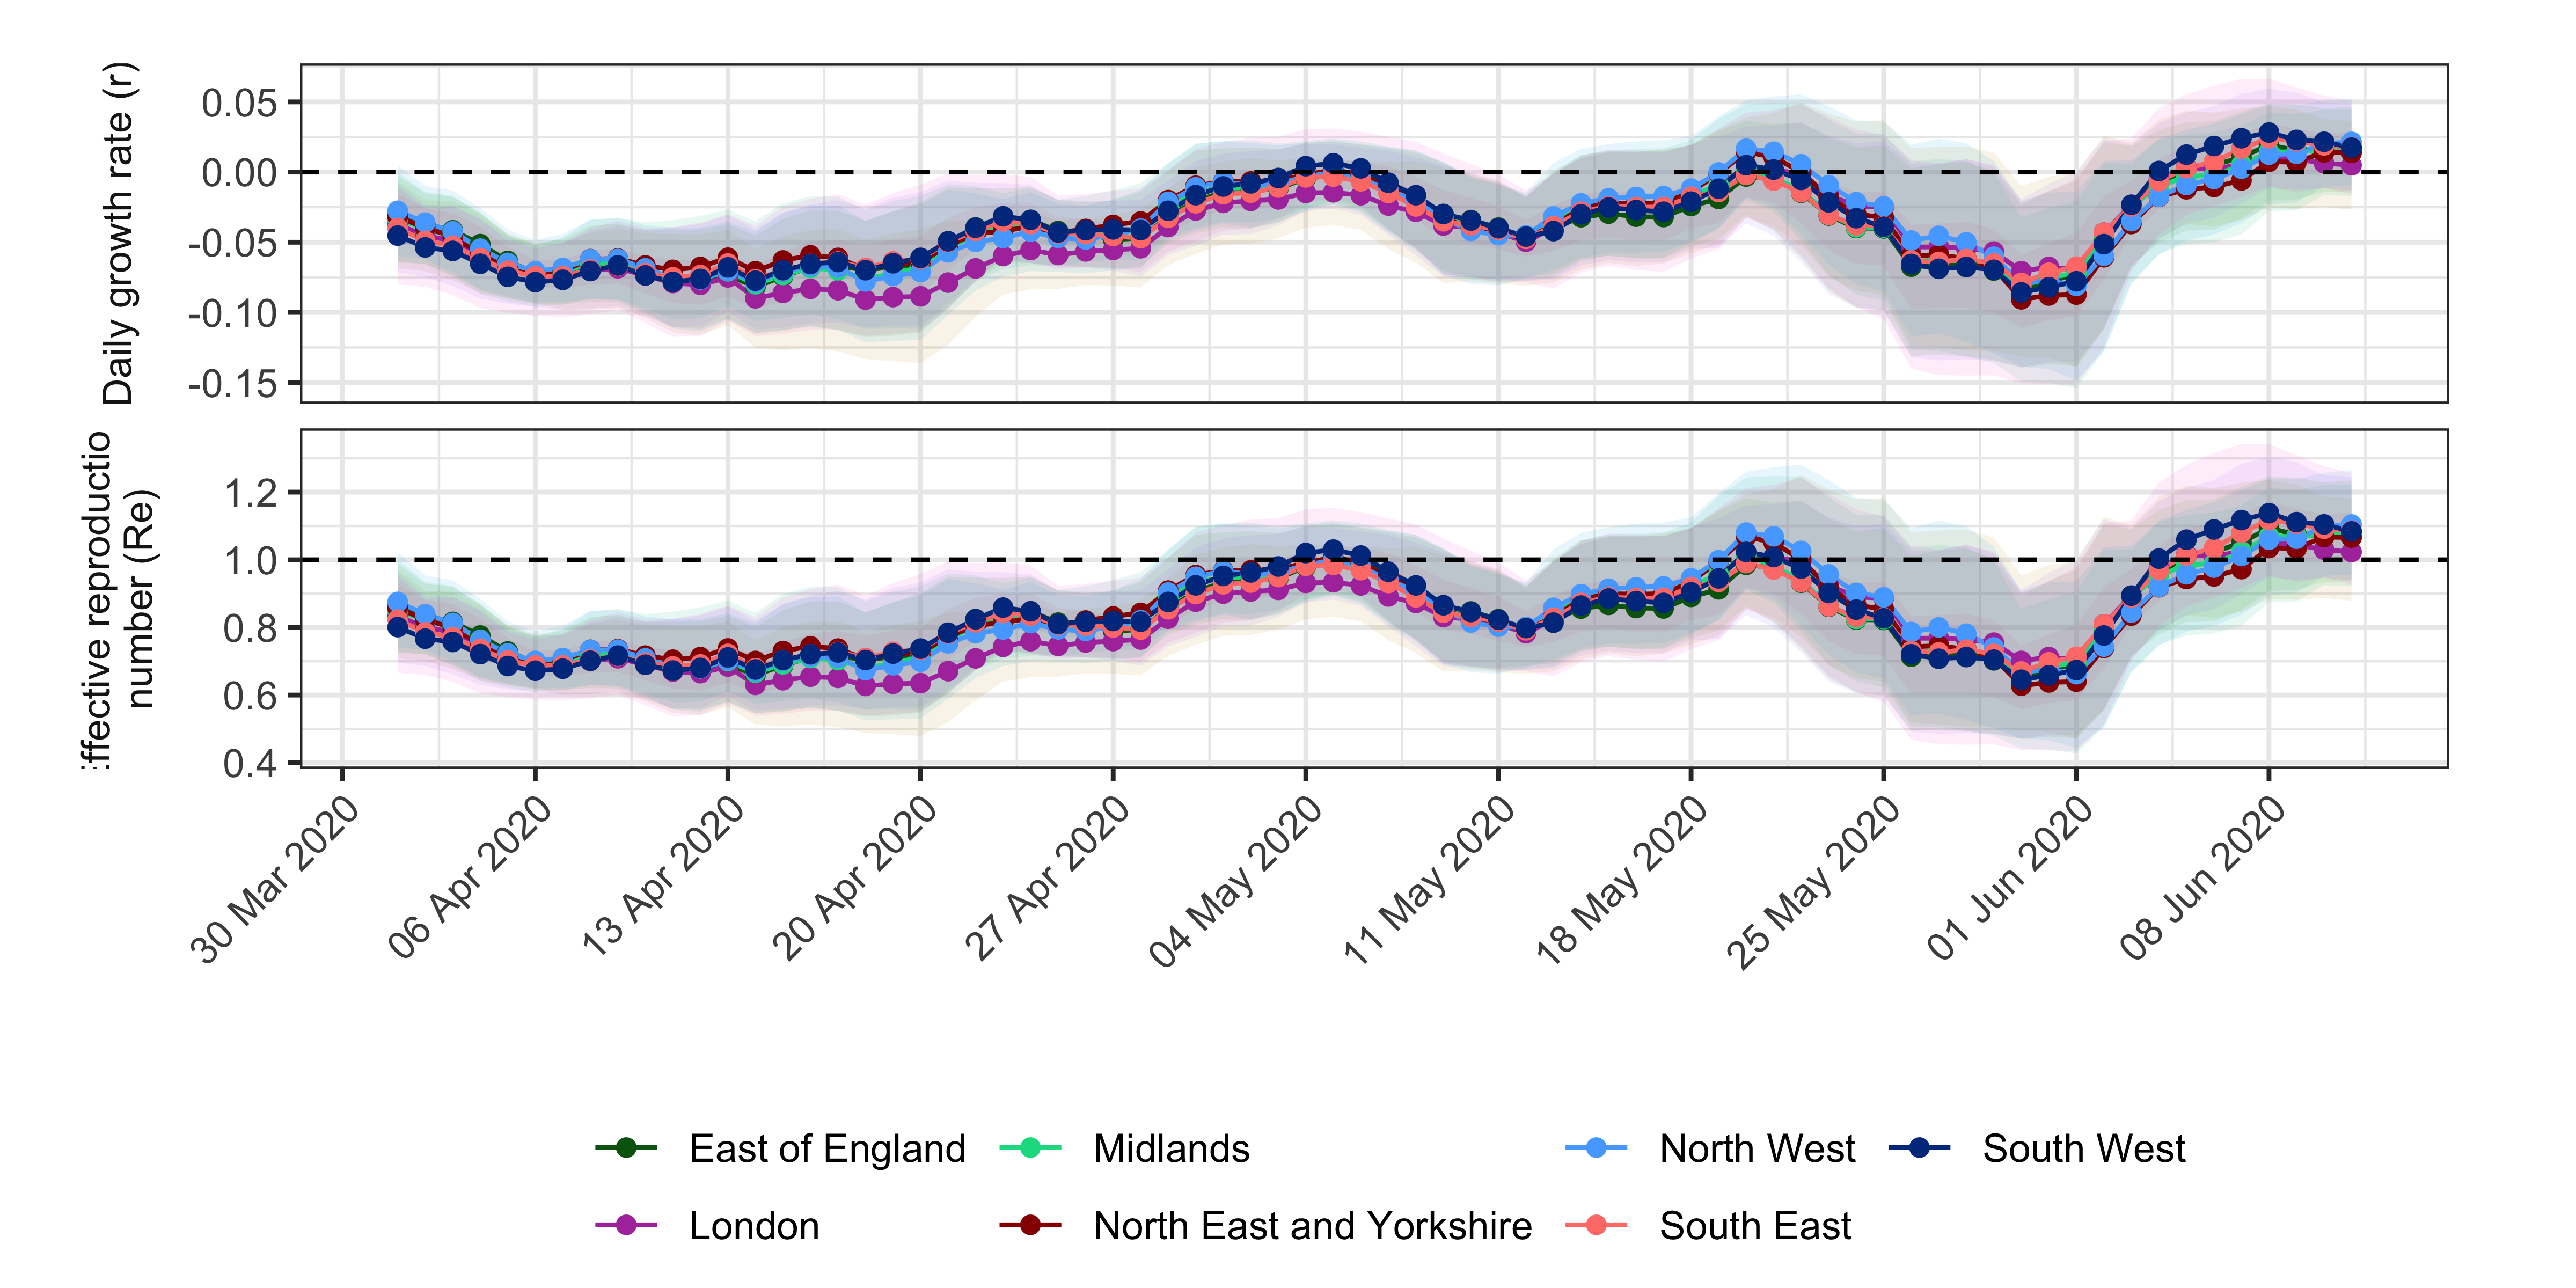 Daily growth rate (r)
0.05
0.00
-0.05
-0.10
-0.15
ffective reproductio
number (Re)
1.2
1.0
0.8
0.6
0.4
30 Mar 2020
06 Apr 2020
13 Apr 2020
20 Apr 2020
27 Apr 2020
04 May 2020
11 May 2020
18 May 2020
25 May 2020
01 Jun 2020
08 Jun 2020
East of England
Midlands
North West
South West
London
North East and Yorkshire
South East